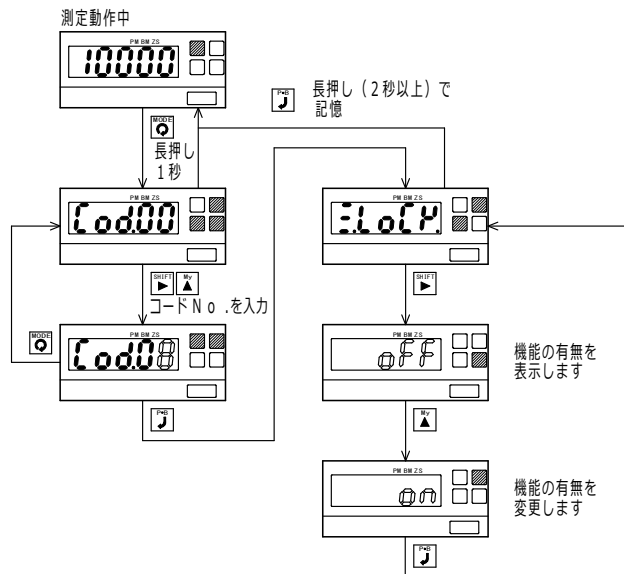 測定動作中
PM BM ZS
10000
P•B
長押し（２秒以上）で
記憶
MODE
長押し
１秒
PM BM ZS
Cod.00
PM BM ZS
Ξ.LoCK.
SHIFT
My
コードＮｏ．を入力
SHIFT
PM BM ZS
Cod.08
MODE
PM BM ZS
oFF
機能の有無を
表示します
P•B
My
PM BM ZS
on
機能の有無を
変更します
P•B